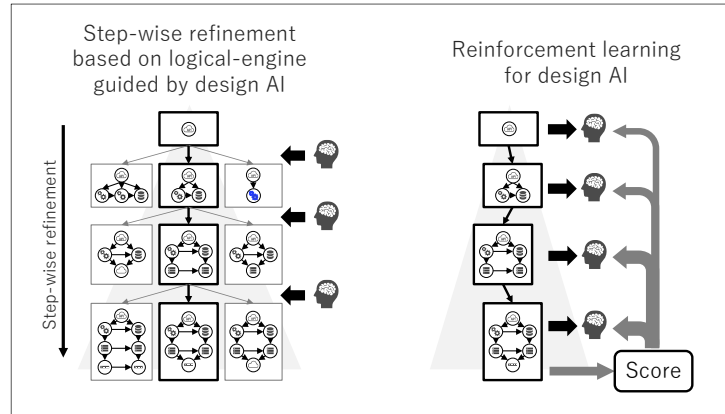 Step-wise refinement
based on logical-engine
guided by design AI
Step-wise refinement
Reinforcement learning
for design AI
Score